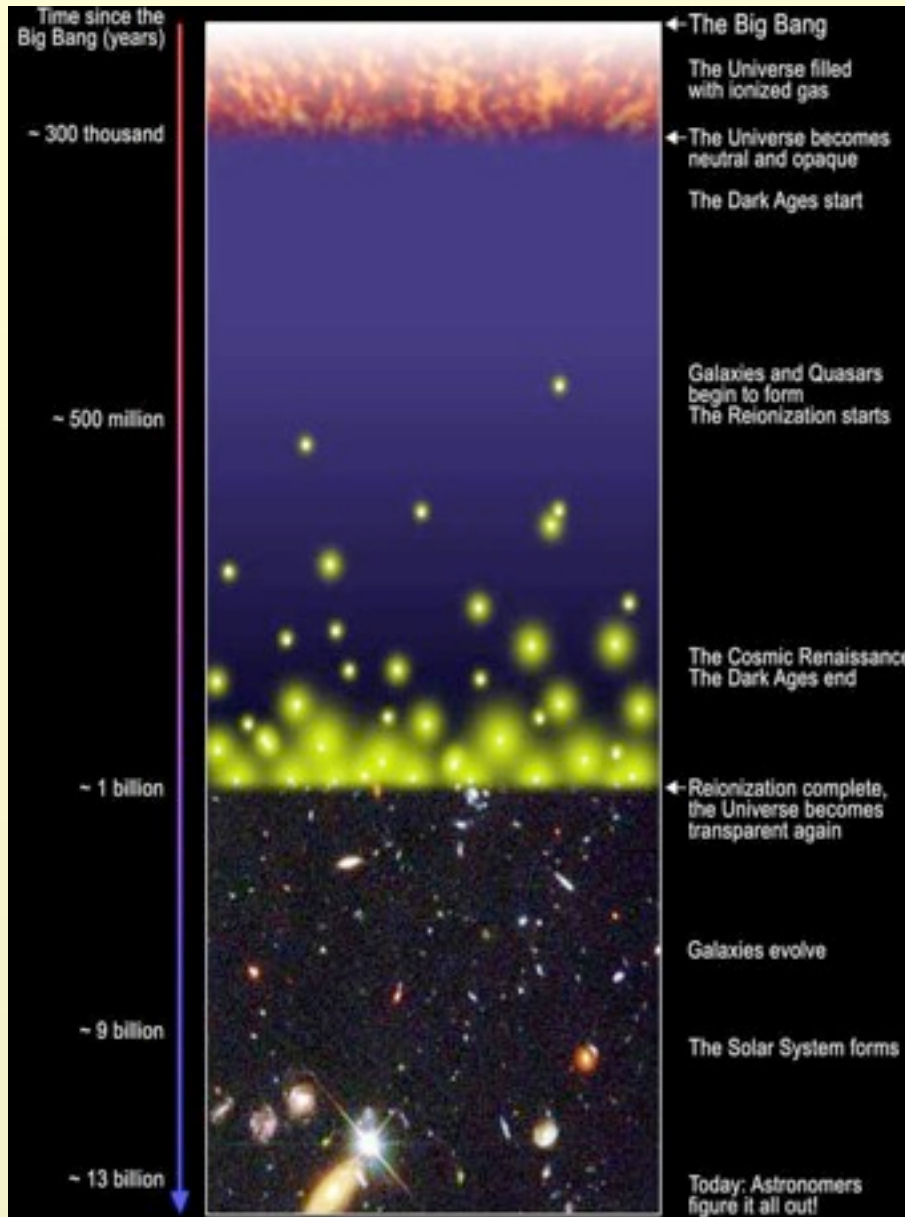 Time since the
Big Bang (years)
The Big Bang
The Universe filled
with ionized gas
~ 300 thousand
The Universe becomes
neutral and opaque
The Dark Ages start
Galaxies and Quasars
begin to form
~ 500 million
The Reionization starts
The Cosmic Renaissance
The Dark Ages end
~ 1 billion
Reionization complete,
the Universe becomes
transparent again
Galaxies evolve
~ 9 billion
The Solar System forms
~ 13 billion
Today: Astronomers
figure it all out!